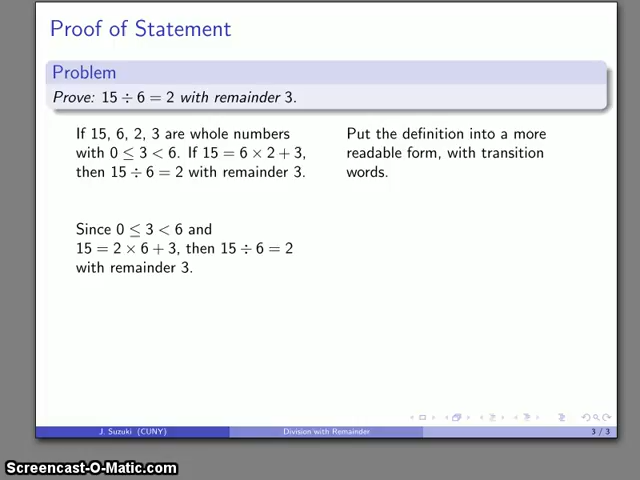 Proof of Statement
Problem
Prove: 15 ÷ 6 = 2 with remainder 3.
If 15, 6, 2, 3 are whole numbers
with 0 ≤ 3 < 6. If 15 = 6 × 2 + 3,
then 15 ÷ 6 = 2 with remainder 3.
Put the definition into a more
readable form, with transition
words.
Since 0 ≤ 3 < 6 and
15 = 2 × 6 + 3, then 15 ÷ 6 = 2
with remainder 3.
J. Suzuki (CUNY)
Division with Remainder
3 / 3
Screencast-O-Matic.com